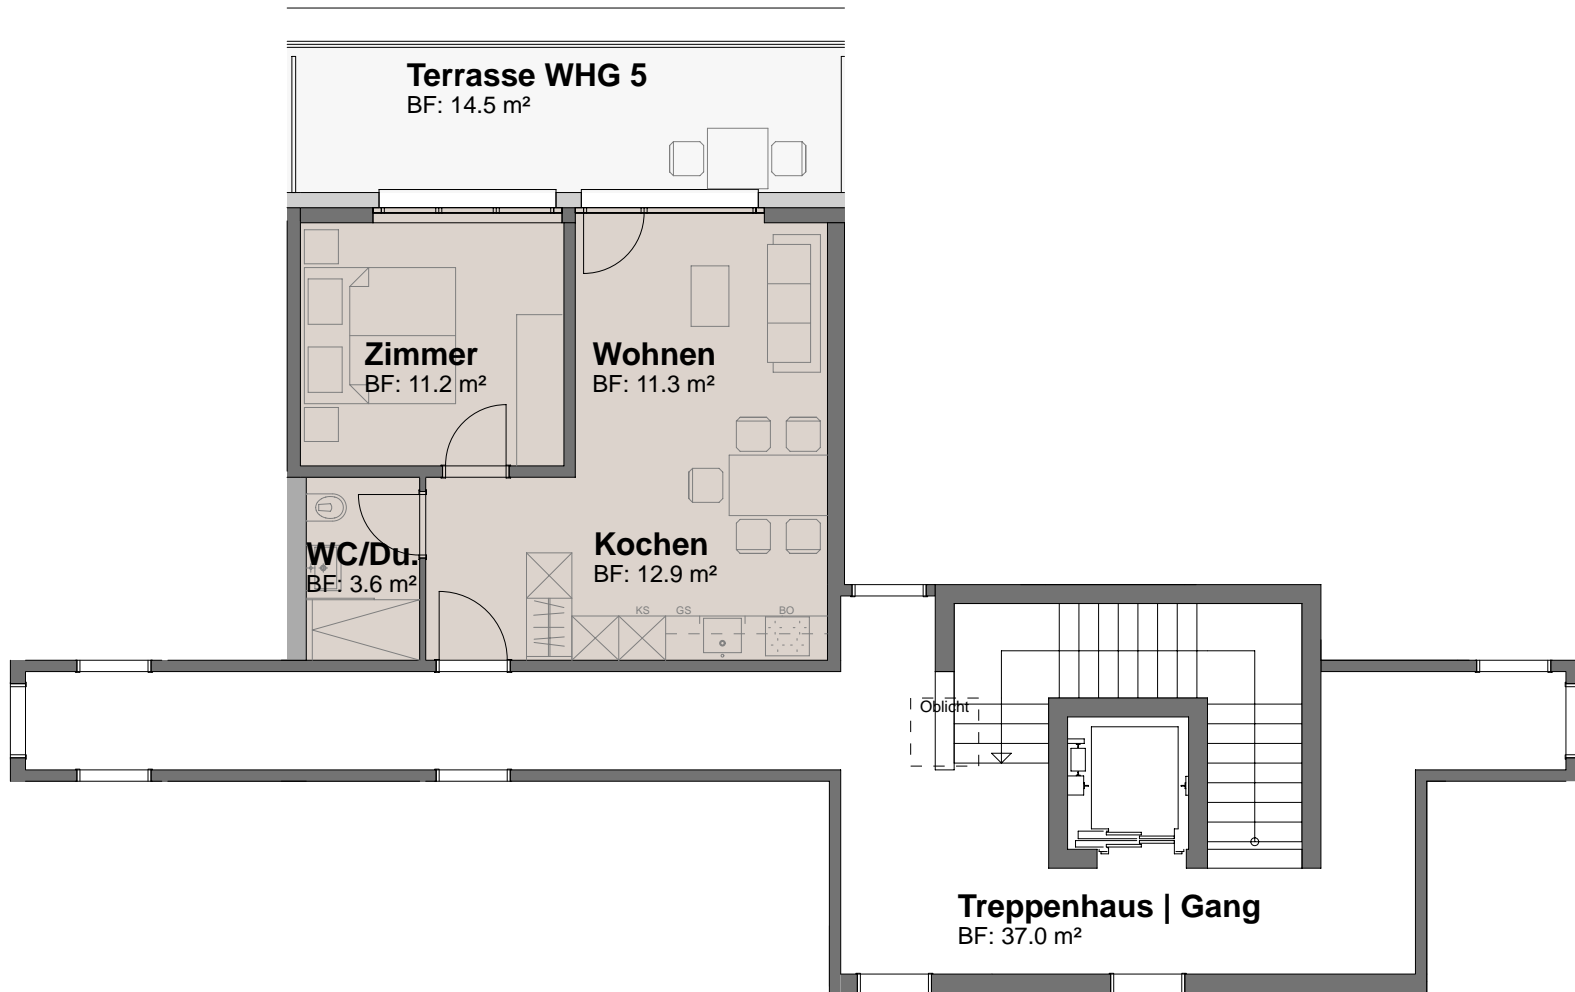 Terrasse WHG 5
BF: 14.5 m²
Zimmer
BF: 11.2 m²
Wohnen
BF: 11.3 m²
WC/Du.
BF: 3.6 m²
Kochen
BF: 12.9 m²
KS
GS
BO
Oblicht
Treppenhaus | Gang
BF: 37.0 m²